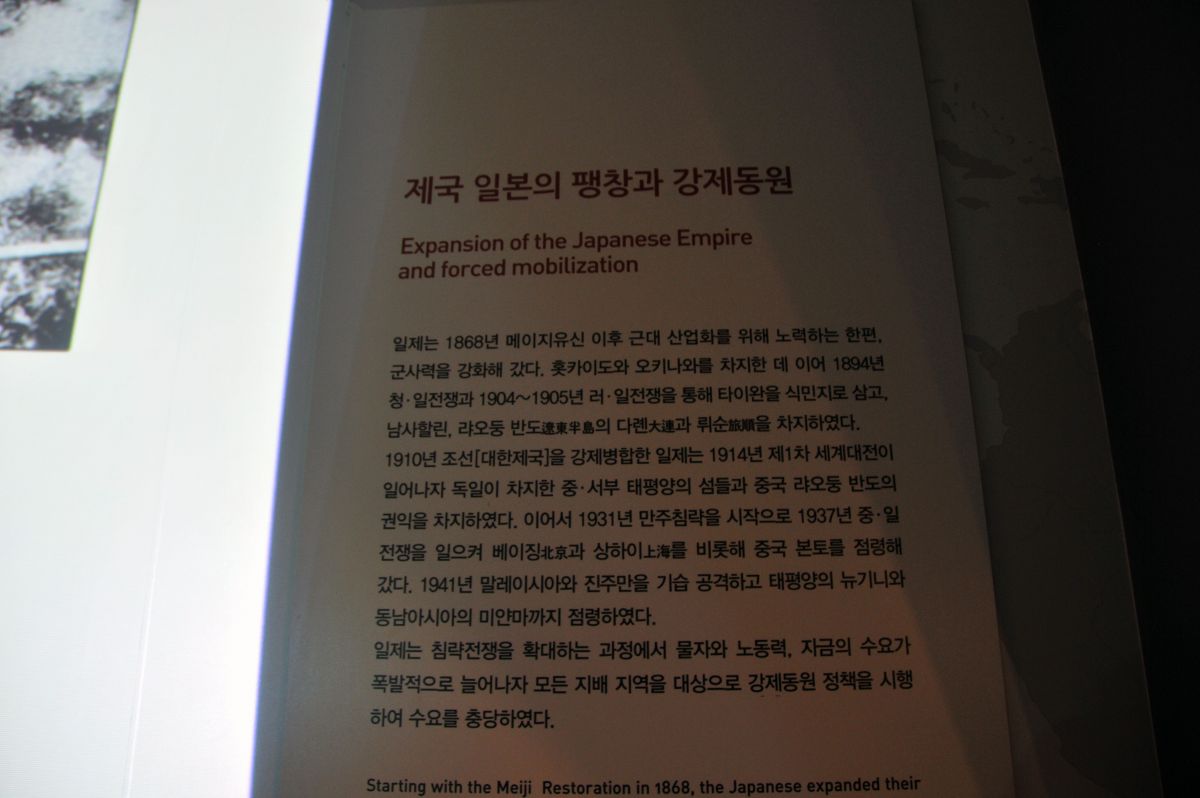 제국 일본의 팽창과 강제동원
Expansion of the Japanese Empire
and forced mobilization
일제는 1868년 메이지유신 이후 근대 산업화를 위해 노력하는 한편,
군사력을 강화해 갔다. 홋카이도와 오키나와를 차지한 데 이어 1894년
청·일전쟁과 1904~1905년 러·일전쟁을 통해 타이완을 식민지로 삼고,
남사할린, 랴오둥 반도遼東半島의 다롄大連과 뤼순旅順을 차지하였다.
1910년 조선[대한제국]을 강제병합한 일제는 1914년 제1차 세계대전이
일어나자 독일이 차지한 중·서부 태평양의 섬들과 중국 랴오둥 반도의
권익을 차지하였다. 이어서 1931년 만주침략을 시작으로 1937년 중·일
전쟁을 일으켜 베이징北京과 상하이上海를 비롯해 중국 본토를 점령해
갔다. 1941년 말레이시아와 진주만을 기습 공격하고 태평양의 뉴기니와
동남아시아의 미얀마까지 점령하였다.
일제는 침략전쟁을 확대하는 과정에서 물자와 노동력, 자금의 수요가
폭발적으로 늘어나자 모든 지배 지역을 대상으로 강제동원 정책을 시행
하여 수요를 충당하였다.
Starting with the Meiji Restoration in 1868, the Japanese expanded their